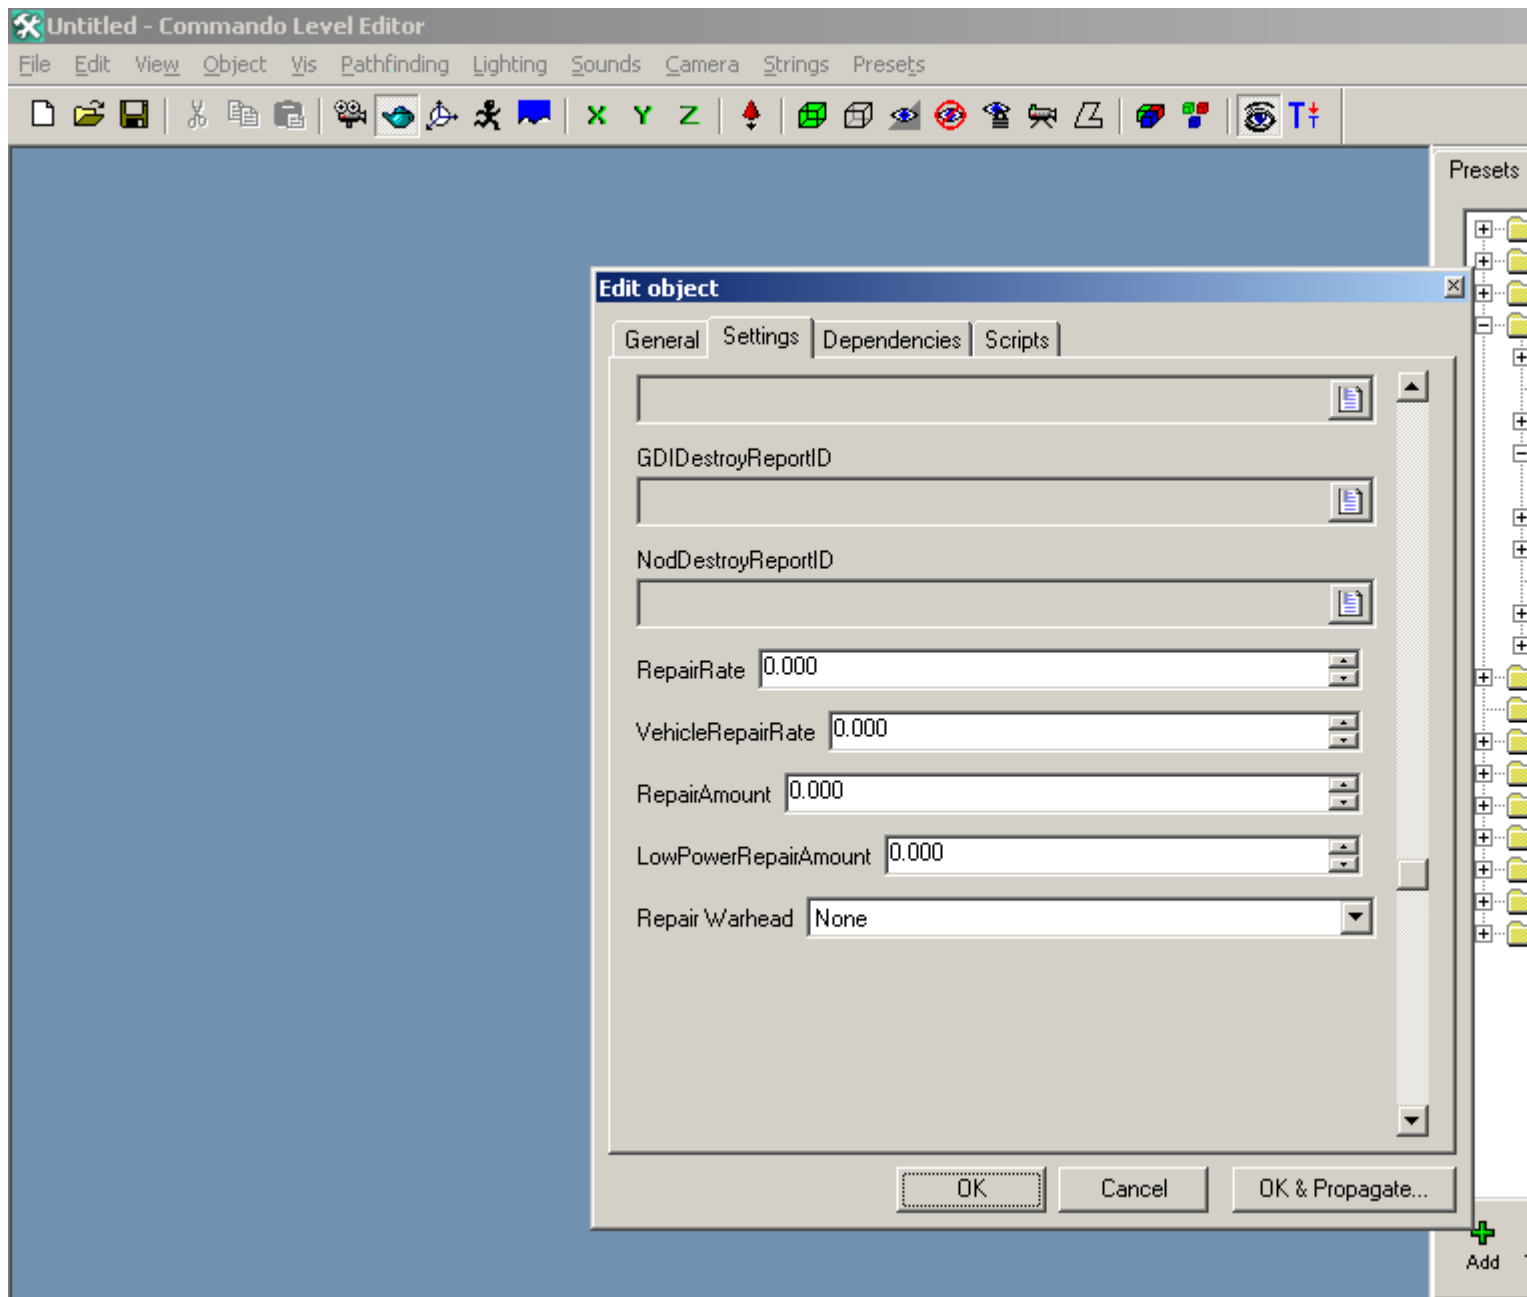 Untitled - Commando Level Editor
File Edit View Object Vis Pathfinding Lighting Sounds Camera Strings Presets
X Y Z T
Presets
Edit object
General Settings Dependencies Scripts
GDIDestroyReportID
NodDestroyReportID
RepairRate 0.000
VehicleRepairRate 0.000
RepairAmount 0.000
LowPowerRepairAmount 0.000
Repair Warhead None
OK Cancel OK & Propagate...
Add